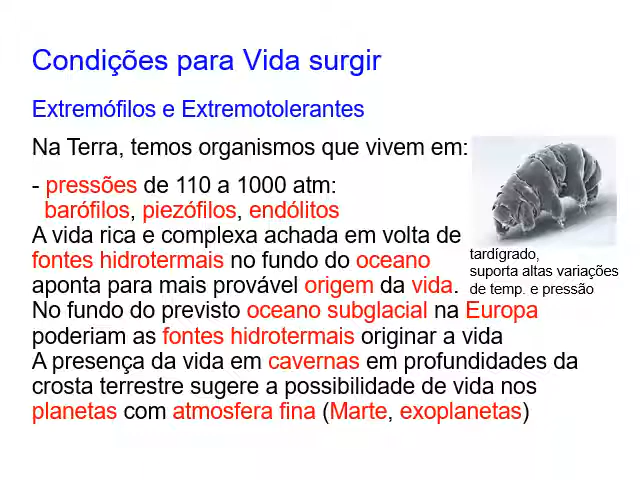 Condições para Vida surgir
Extremófilos e Extremotolerantes
Na Terra, temos organismos que vivem em:
- pressões de 110 a 1000 atm:
barófilos, piezófilos, endólitos
A vida rica e complexa achada em volta de
fontes hidrotermais no fundo do oceano
aponta para mais provável origem da vida.
No fundo do previsto oceano subglacial na Europa
poderiam as fontes hidrotermais originar a vida
A presença da vida em cavernas em profundidades da
crosta terrestre sugere a possibilidade de vida nos
planetas com atmosfera fina (Marte, exoplanetas)
tardígrado,
suporta altas variações
de temp. e pressão